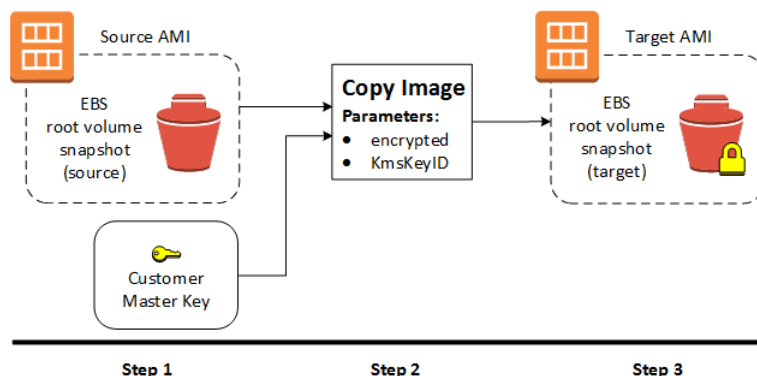 Source AMI
EBS
root volume
snapshot
(source)
Customer
Master Key
Copy Image
Parameters:
• encrypted
• KmsKeyID
Target AMI
EBS
root volume
snapshot
(target)
Step 1
Step 2
Step 3